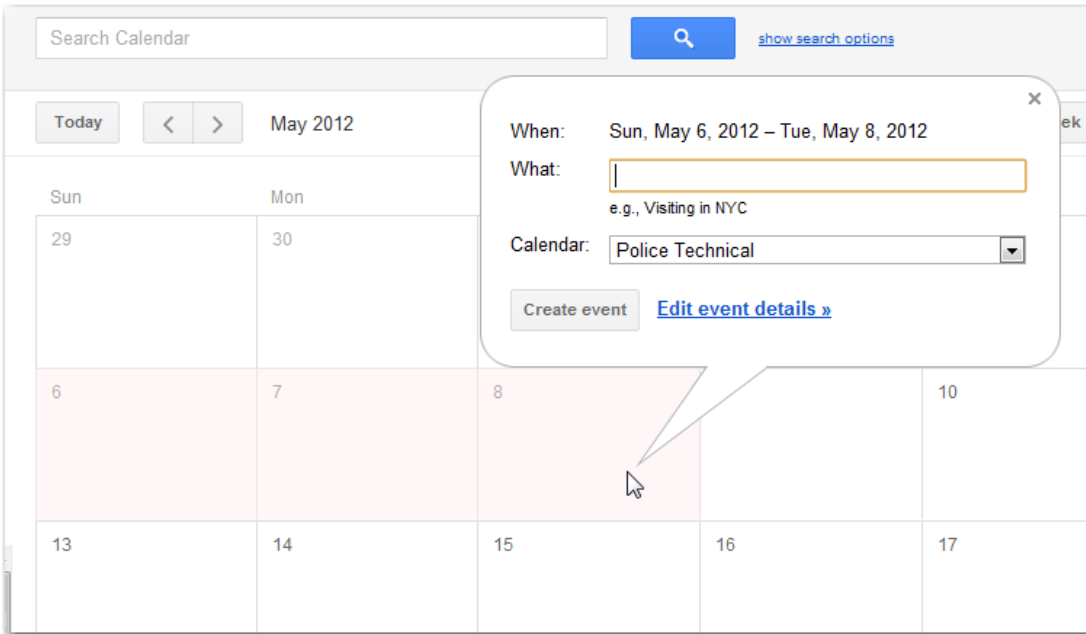 Search Calendar
show search options
Today
May 2012
ek
When: Sun, May 6, 2012 – Tue, May 8, 2012
What:
e.g., Visiting in NYC
Calendar: Police Technical
Create event Edit event details »
Sun Mon
29 30
6 7 8 10
13 14 15 16 17